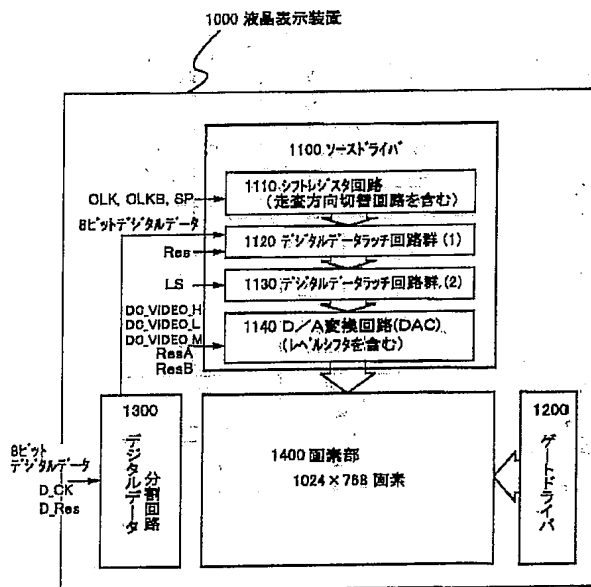 1000 液晶表示装置
1100 ソースドライバ
1110 シフトレジスタ回路
(走査方向切替回路を含む)
OLK, OLKB, SP
8ビットデジタルデータ
1120 デジタルデータラッチ回路群 (1)
Res
1130 デジタルデータラッチ回路群 (2)
LS
DC_VIDEO_H
DC_VIDEO_L
DC_VIDEO_M
ResA
ResB
1140 D/A変換回路(DAC)
(レベルシフタを含む)
1300
デジタルデータ
分割回路
8ビット
デジタルデータ
D_CK
D_Res
1400 画素部
1024×768 画素
1200
ゲートドライバ